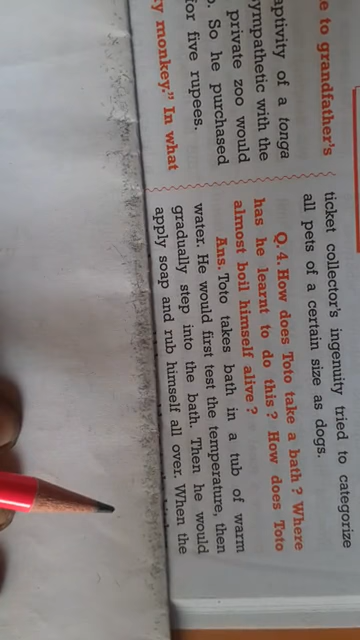 e to grandfather's
aptivity of a tonga
sympathetic with the
private zoo would
o. So he purchased
for five rupees.
y monkey." In what
ticket collector's ingenuity tried to categorize
all pets of a certain size as dogs.
Q. 4. How does Toto take a bath ? Where
has he learnt to do this ? How does Toto
almost boil himself alive ?
Ans. Toto takes bath in a tub of warm
water. He would first test the temperature, then
gradually step into the bath. Then he would
apply soap and rub himself all over. When the